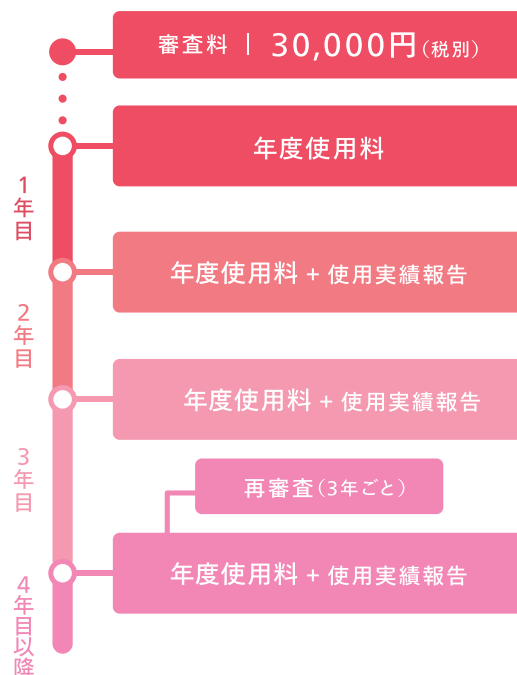 審査料 | 30,000円（税別）
年度使用料
1年目
年度使用料 + 使用実績報告
2年目
年度使用料 + 使用実績報告
3年目
再審査（3年ごと）
年度使用料 + 使用実績報告
4年目以降